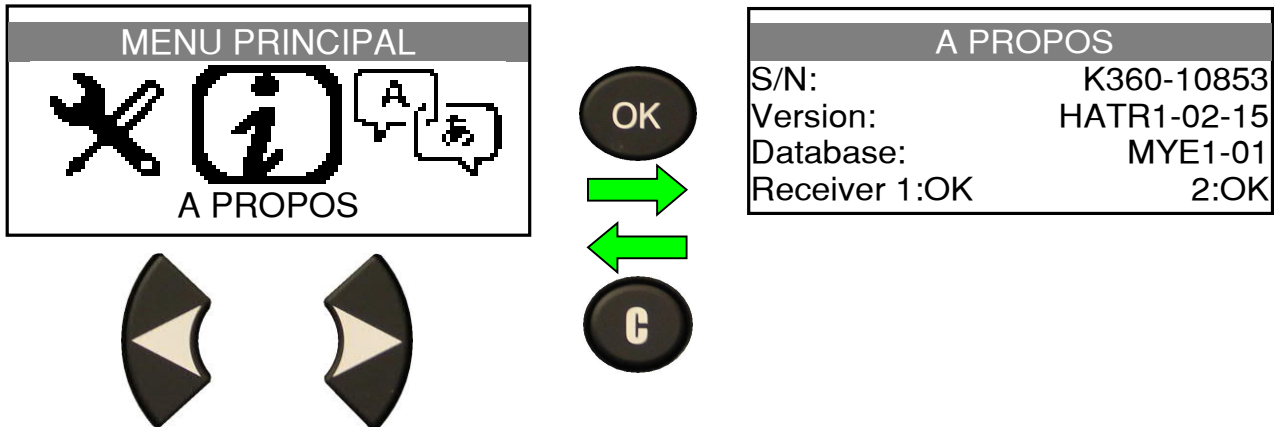 MENU PRINCIPAL
A あ
A PROPOS
OK
C
A PROPOS
S/N: K360-10853
Version: HATR1-02-15
Database: MYE1-01
Receiver 1:OK 2:OK